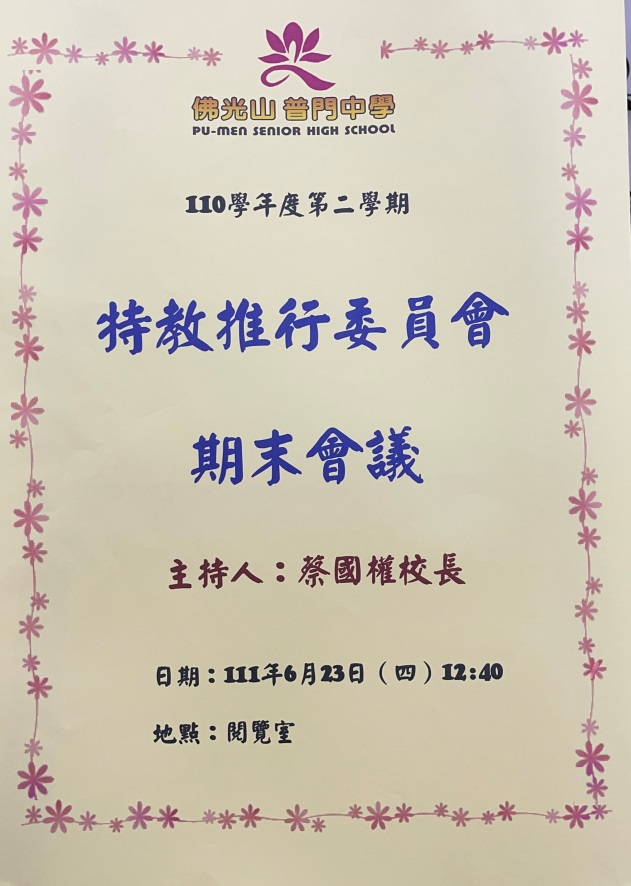 佛光山 普門中學
PU-MEN SENIOR HIGH SCHOOL
110學年度第二學期
特教推行委員會
期末會議
主持人：蔡國權校長
日期：111年6月23日（四）12:40
地點：閱覽室